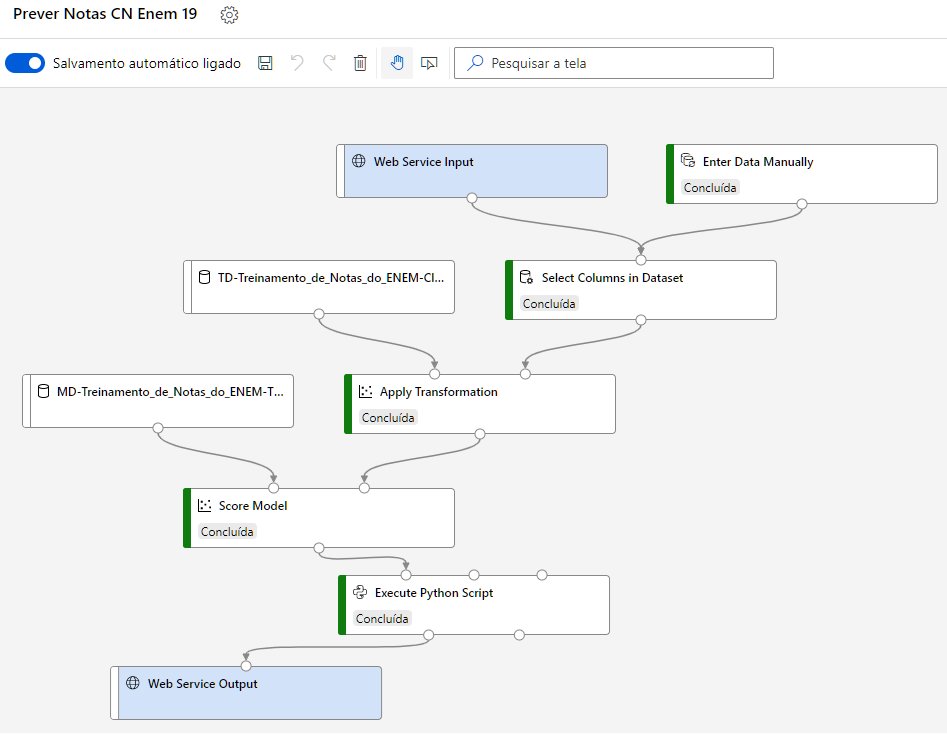 Prever Notas CN Enem 19
Salvamento automático ligado
Pesquisar a tela
Web Service Input
Enter Data Manually
Concluída
TD-Treinamento_de_Notas_do_ENEM-Cl...
Select Columns in Dataset
Concluída
MD-Treinamento_de_Notas_do_ENEM-T...
Apply Transformation
Concluída
Score Model
Concluída
Execute Python Script
Concluída
Web Service Output